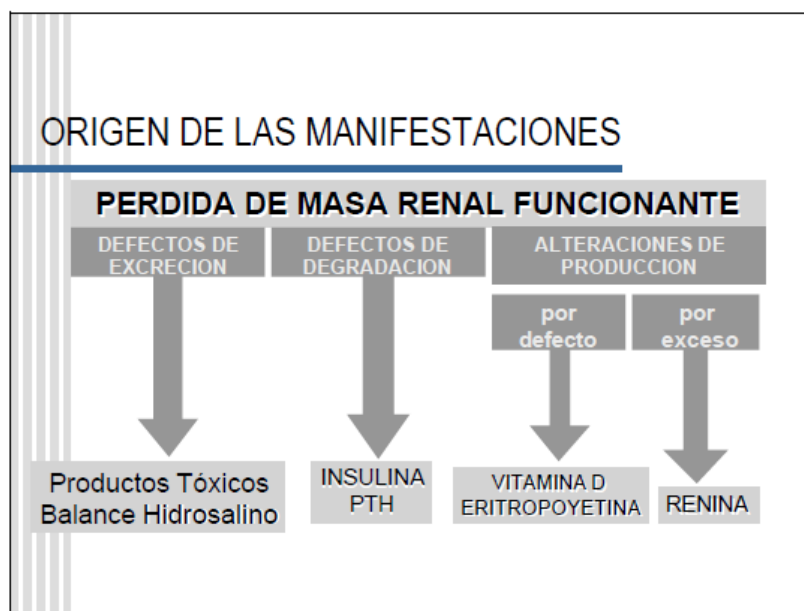 ORIGEN DE LAS MANIFESTACIONES
PERDIDA DE MASA RENAL FUNCIONANTE
DEFECTOS DE
EXCRECION
DEFECTOS DE
DEGRADACION
ALTERACIONES DE
PRODUCCION
por
defecto
por
exceso
Productos Tóxicos
Balance Hidrosalino
INSULINA
PTH
VITAMINA D
ERITROPOYETINA
RENINA